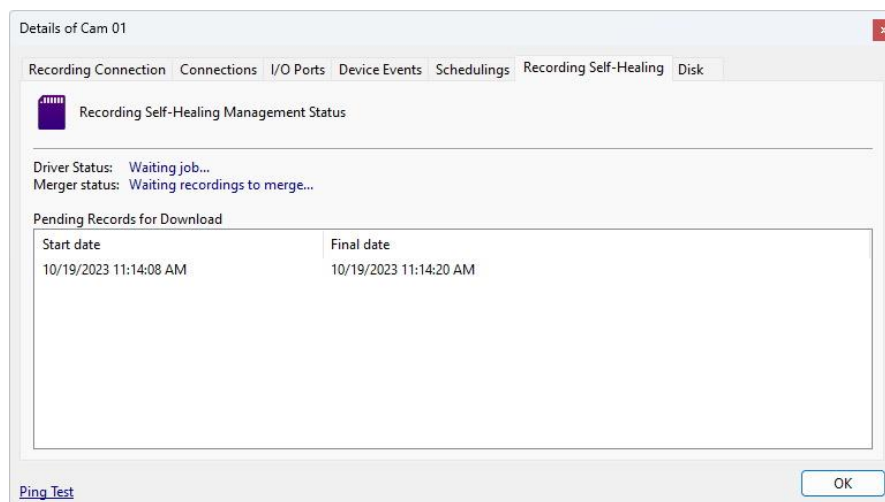 Details of Cam 01
Recording Connection Connections I/O Ports Device Events Schedulings Recording Self-Healing Disk
Recording Self-Healing Management Status
Driver Status: Waiting job...
Merger status: Waiting recordings to merge...
Pending Records for Download
Start date Final date
10/19/2023 11:14:08 AM 10/19/2023 11:14:20 AM
Ping Test OK